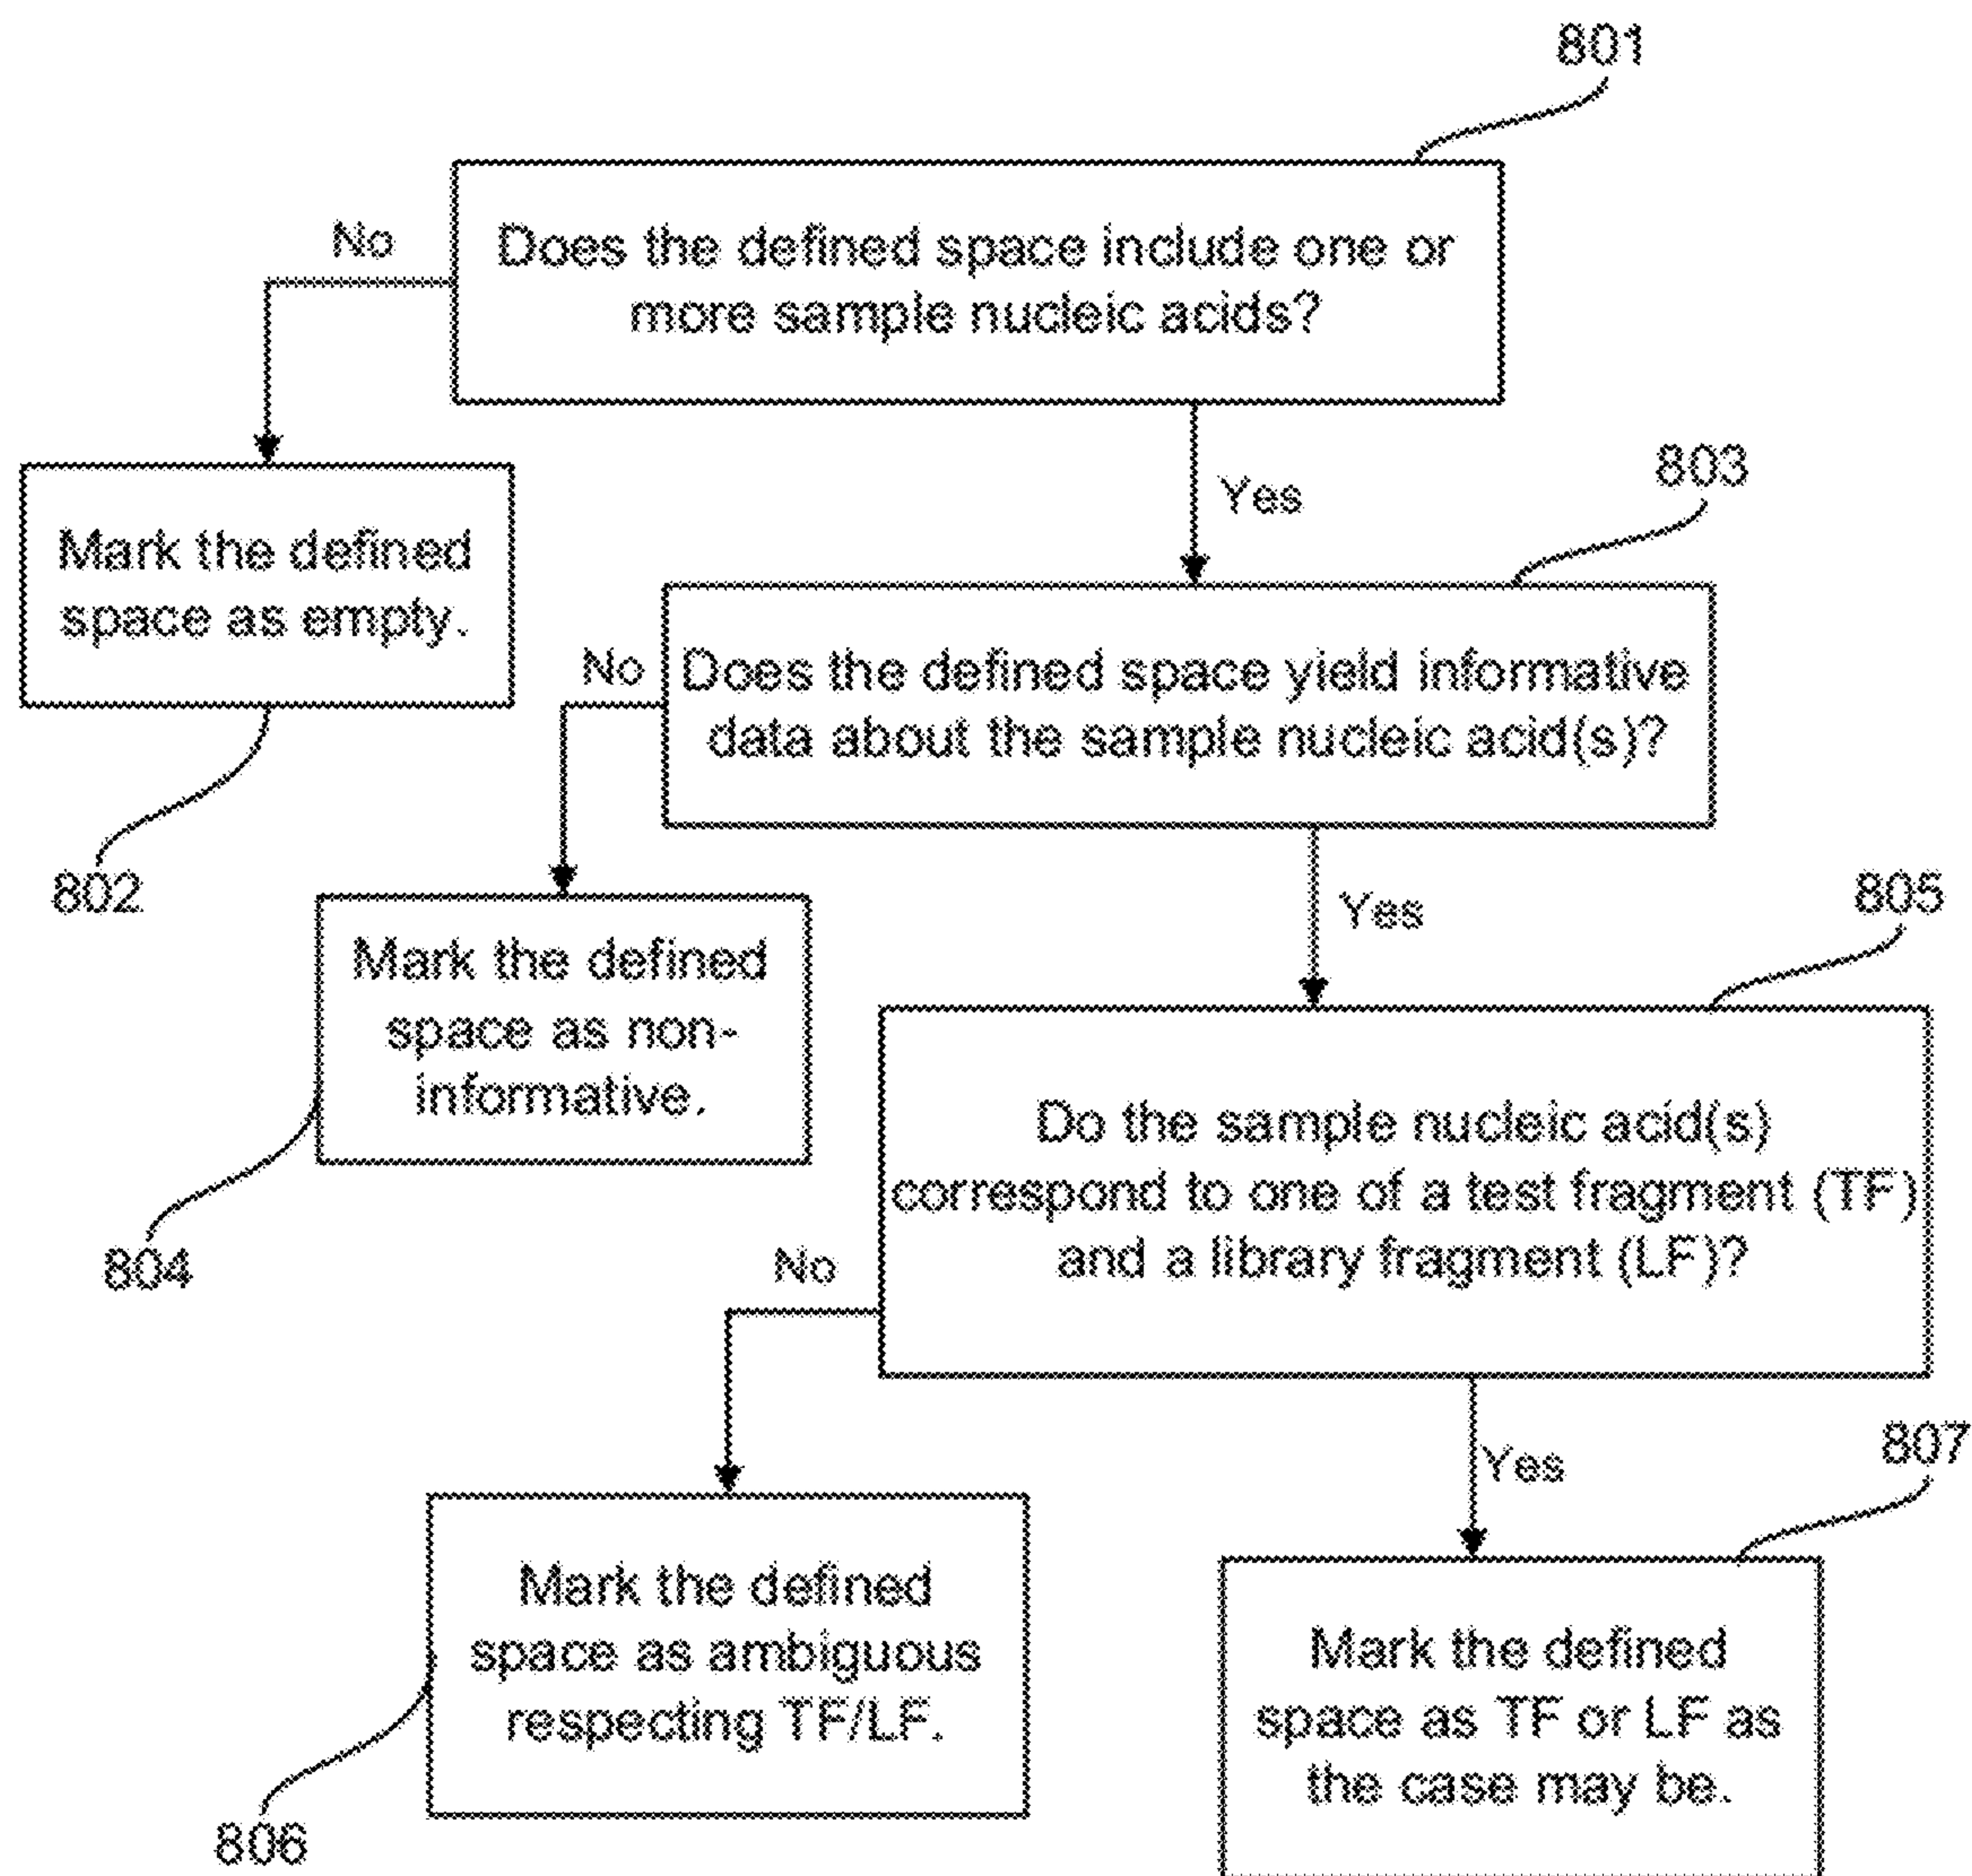 801
No
Does the defined space include one or
more sample nucleic acids?
Yes
803
Mark the defined
space as empty.
802
No
Does the defined space yield informative
data about the sample nucleic acid(s)?
Yes
805
Mark the defined
space as non-
informative.
804
Do the sample nucleic acid(s)
correspond to one of a test fragment (TF)
and a library fragment (LF)?
No
Yes
807
Mark the defined
space as ambiguous
respecting TF/LF.
806
Mark the defined
space as TF or LF as
the case may be.